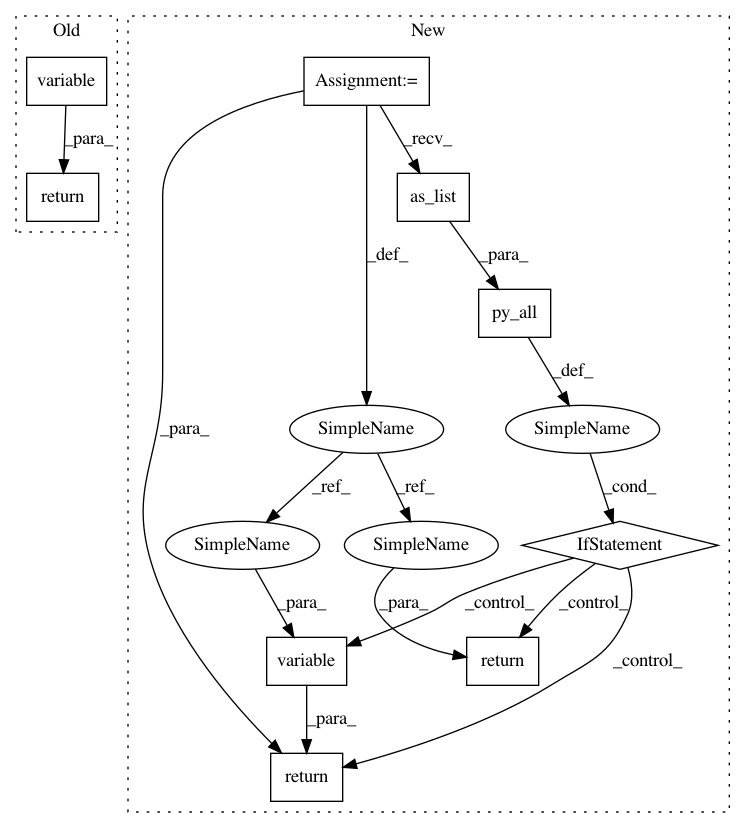 Old
New
variable
Assignment:=
_para_
_recv_
return
as_list
_def_
_para_
py_all
_def_
_para_
SimpleName
SimpleName
_ref_
_ref_
_cond_
SimpleName
SimpleName
IfStatement
_para_
_para_
_control_
_control_
variable
return
_control_
_para_
return